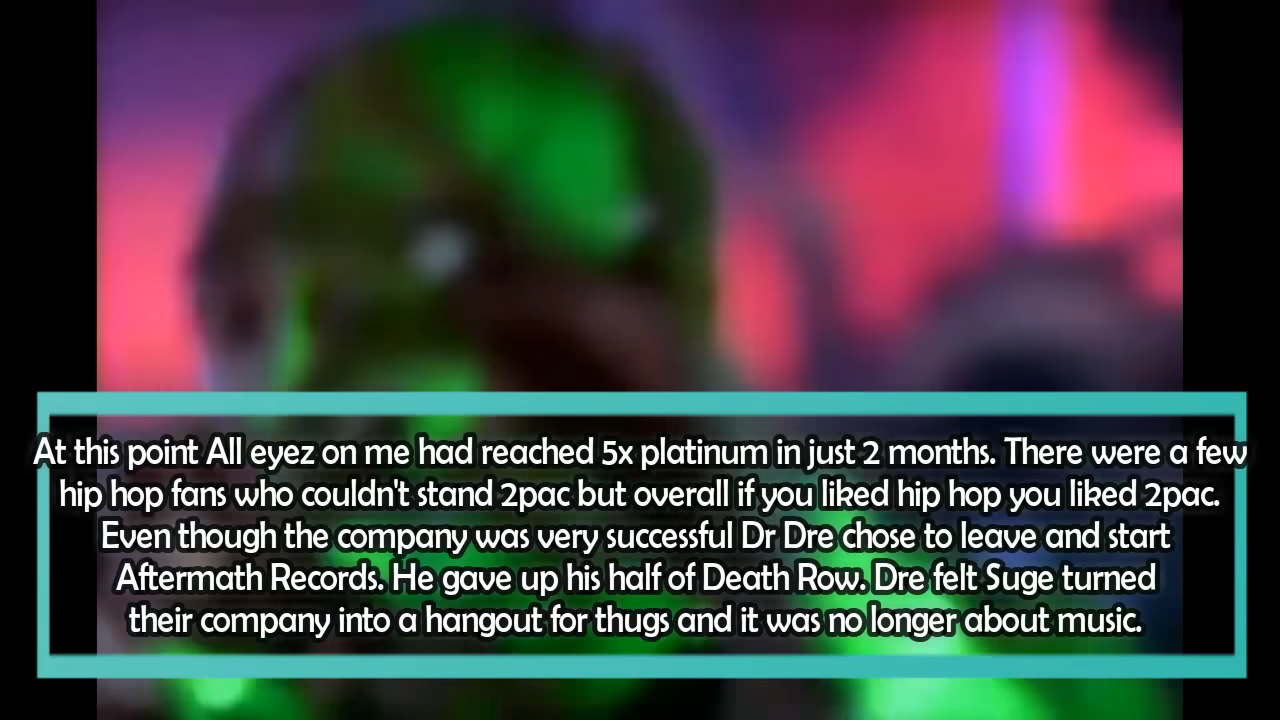 At this point All eyez on me had reached 5x platinum in just 2 months. There were a few
hip hop fans who couldn't stand 2pac but overall if you liked hip hop you liked 2pac.
Even though the company was very successful Dr Dre chose to leave and start
Aftermath Records. He gave up his half of Death Row. Dre felt Suge turned
their company into a hangout for thugs and it was no longer about music.